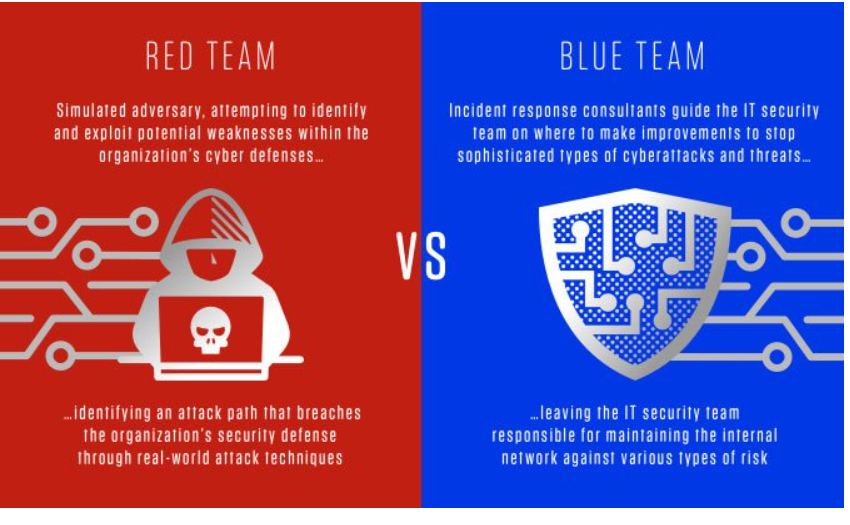 RED TEAM
Simulated adversary, attempting to identify
and exploit potential weaknesses within the
organization's cyber defenses…
…identifying an attack path that breaches
the organization's security defense
through real-world attack techniques
VS
BLUE TEAM
Incident response consultants guide the IT security
team on where to make improvements to stop
sophisticated types of cyberattacks and threats…
…leaving the IT security team
responsible for maintaining the internal
network against various types of risk